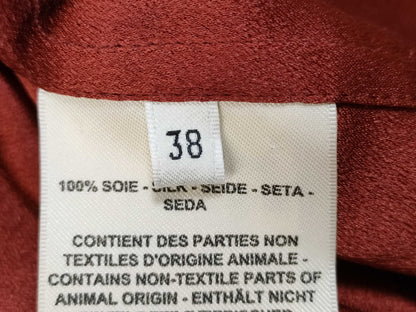 38
100% SOIE - SILK - SEIDE - SETA -
SEDA
CONTIENT DES PARTIES NON
TEXTILES D'ORIGINE ANIMALE -
CONTAINS NON-TEXTILE PARTS OF
ANIMAL ORIGIN - ENTHÄLT NICHT